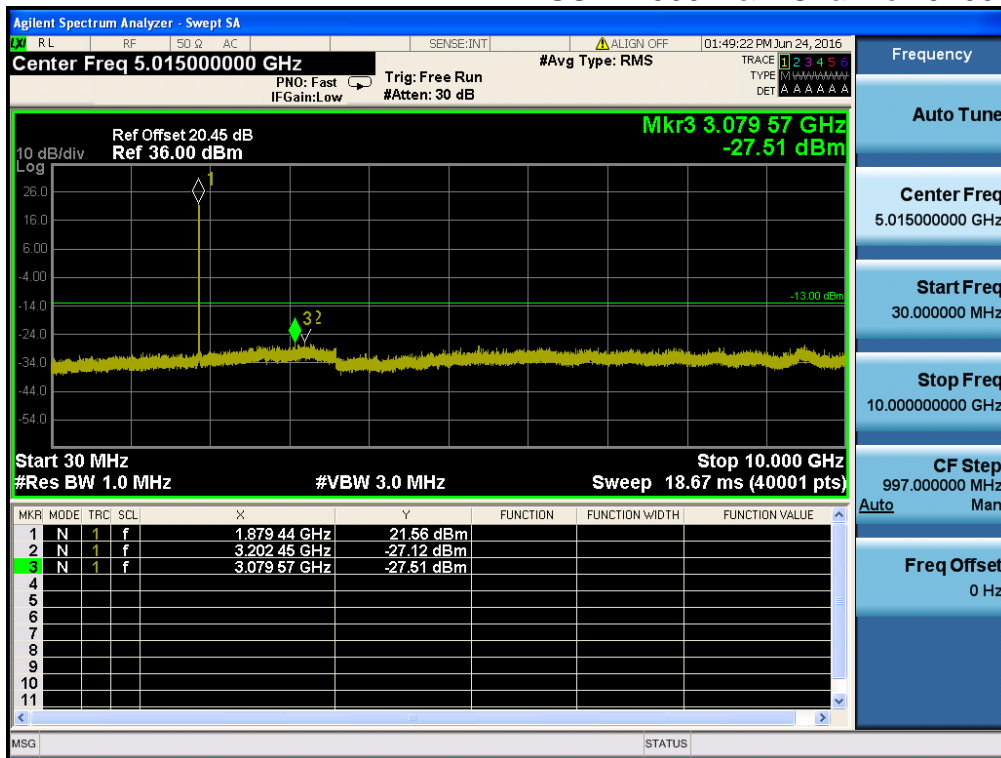 Agilent Spectrum Analyzer - Swept SA
LXI RL RF 50 Ω AC SENSE:INT ALIGN OFF 01:49:22 PM Jun 24, 2016
Center Freq 5.015000000 GHz #Avg Type: RMS TRACE 1 2 3 4 5 6
PNO: Fast Trig: Free Run TYPE M WWWWW
IFGain:Low #Atten: 30 dB DET A A A A A A
Mkr3 3.079 57 GHz
Ref Offset 20.45 dB
10 dB/div Ref 36.00 dBm -27.51 dBm
Log
1
26.0
16.0
6.00
-4.00
-13.00 dBm
-14.0
3 2
-24.0
-34.0
-44.0
-54.0
Start 30 MHz Stop 10.000 GHz
#Res BW 1.0 MHz #VBW 3.0 MHz Sweep 18.67 ms (40001 pts)
MKR MODE TRC SCL X Y FUNCTION FUNCTION WIDTH FUNCTION VALUE
1 N 1 f 1.879 44 GHz 21.56 dBm
2 N 1 f 3.202 45 GHz -27.12 dBm
3 N 1 f 3.079 57 GHz -27.51 dBm
4
5
6
7
8
9
10
11
MSG STATUS
Frequency
Auto Tune
Center Freq
5.015000000 GHz
Start Freq
30.000000 MHz
Stop Freq
10.000000000 GHz
CF Step
997.000000 MHz
Auto Man
Freq Offset
0 Hz